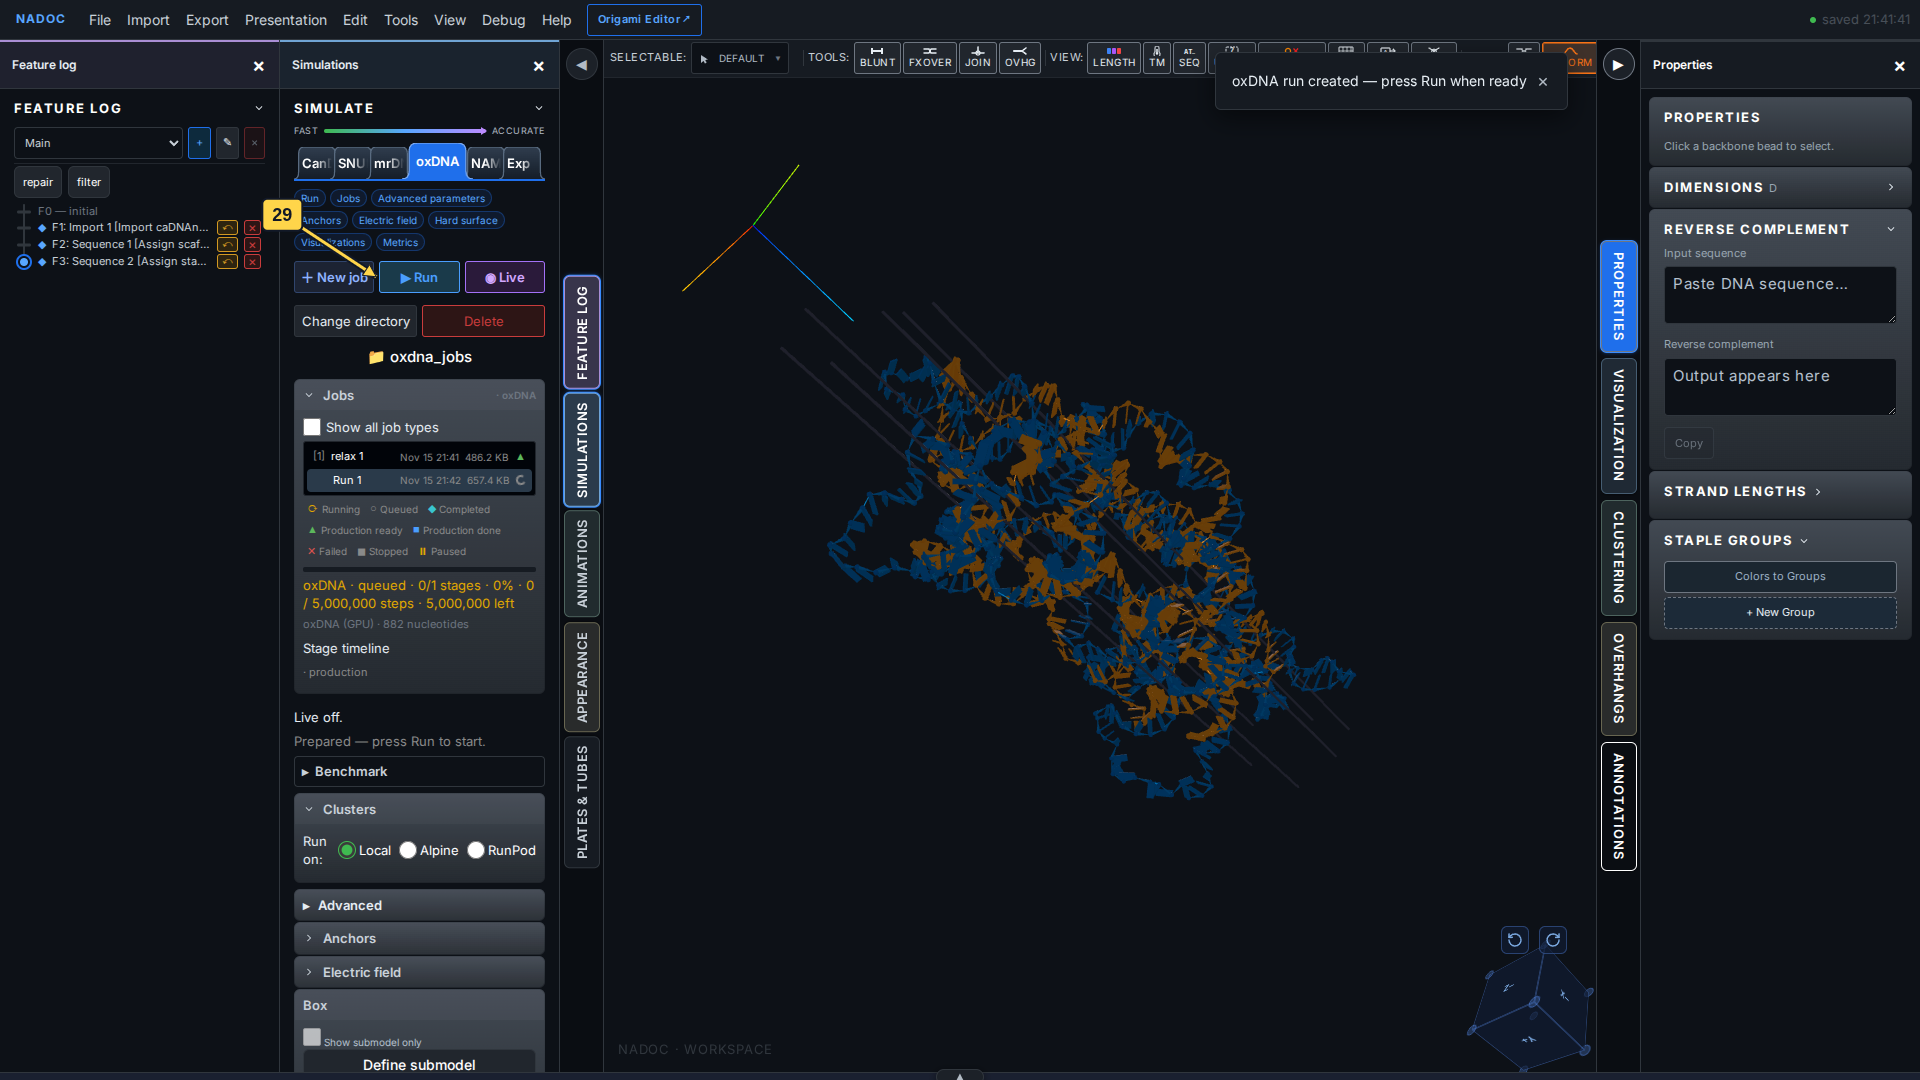 NADOC File Import Export Presentation Edit Tools View Debug Help Origami Editor↗ saved 21:41:41
Feature log
FEATURE LOG
Main
+
repair filter
F0 — initial
F1: Import 1 [Import caDNAn...
F2: Sequence 1 [Assign scaf...
F3: Sequence 2 [Assign sta...
29
Simulations
SIMULATE
FAST ACCURATE
Can SNU mrD oxDNA NAM Exp
Run Jobs Advanced parameters
Anchors Electric field Hard surface
Visualizations Metrics
+ New job ▶ Run ◉ Live
Change directory Delete
📁 oxdna_jobs
Jobs · oxDNA
Show all job types
[1] relax 1 Nov 15 21:41 486.2 KB ▲
Run 1 Nov 15 21:42 657.4 KB
Running Queued Completed
Production ready Production done
Failed Stopped Paused
oxDNA · queued · 0/1 stages · 0% · 0
/ 5,000,000 steps · 5,000,000 left
oxDNA (GPU) · 882 nucleotides
Stage timeline
· production
Live off.
Prepared — press Run to start.
▶ Benchmark
Clusters
Run on: Local Alpine RunPod
▶ Advanced
Anchors
Electric field
Box
Show submodel only
Define submodel
FEATURE LOG
SIMULATIONS
ANIMATIONS
APPEARANCE
PLATES & TUBES
SELECTABLE: DEFAULT TOOLS: BLUNT FXOVER JOIN OVHG VIEW: LENGTH TM SEQ
AT..
ORM
oxDNA run created — press Run when ready ×
NADOC · WORKSPACE
PROPERTIES
VISUALIZATION
CLUSTERING
OVERHANGS
ANNOTATIONS
Properties
PROPERTIES
Click a backbone bead to select.
DIMENSIONS D
REVERSE COMPLEMENT
Input sequence
Paste DNA sequence...
Reverse complement
Output appears here
Copy
STRAND LENGTHS
STAPLE GROUPS
Colors to Groups
+ New Group